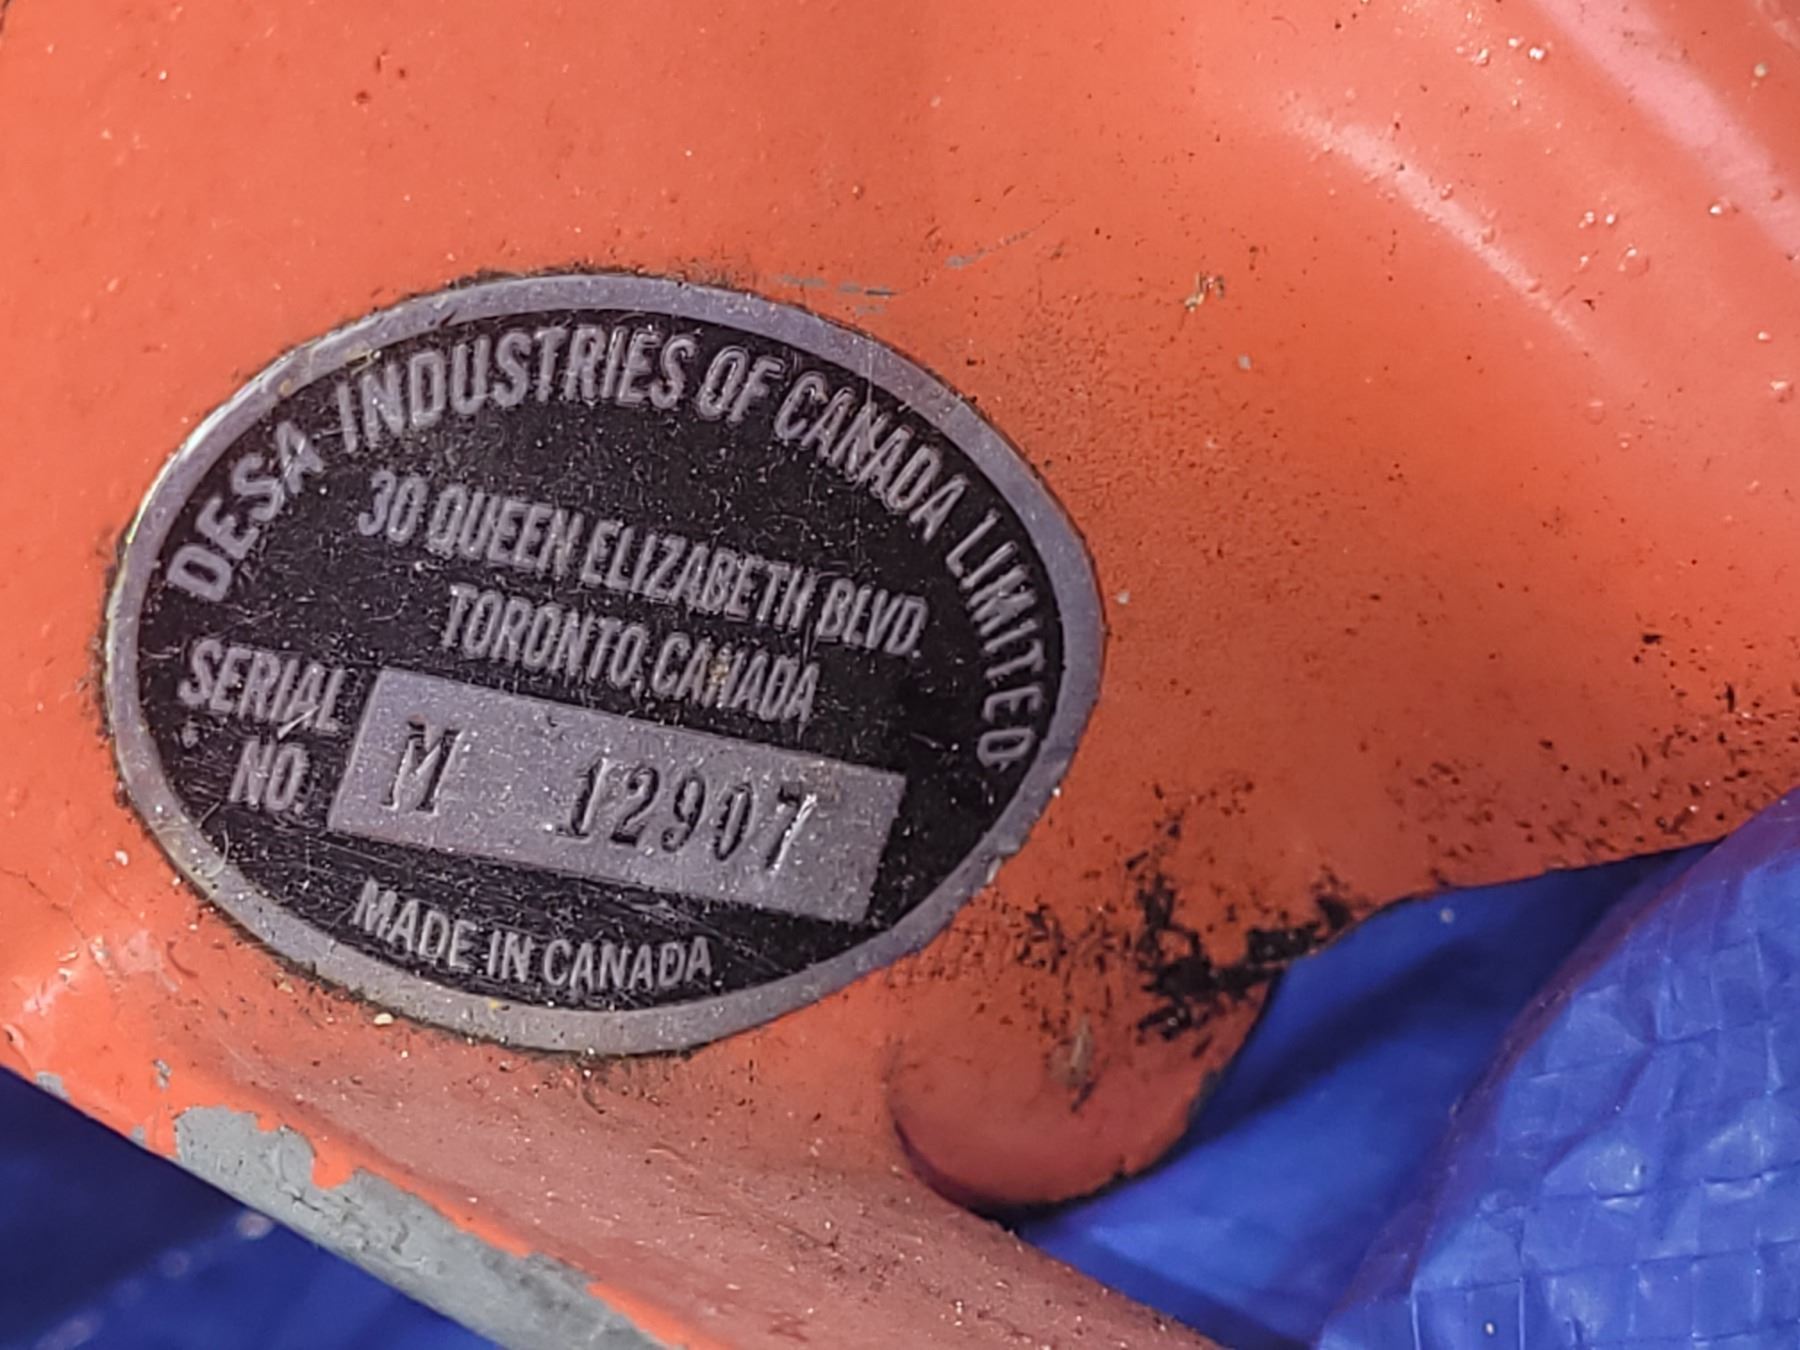 DESA INDUSTRIES OF CANADA LIMITED
30 QUEEN ELIZABETH BLVD.
TORONTO, CANADA
SERIAL
NO. M 12907
MADE IN CANADA